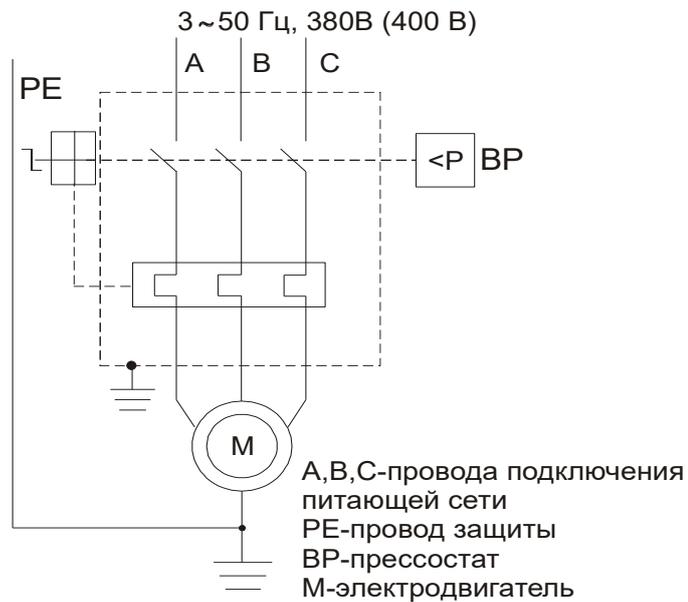 3~50 Гц, 380В (400 В)
A B C
PE
<P BP
M
A,B,C-провода подключения
питающей сети
PE-провод защиты
BP-прессостат
M-электродвигатель